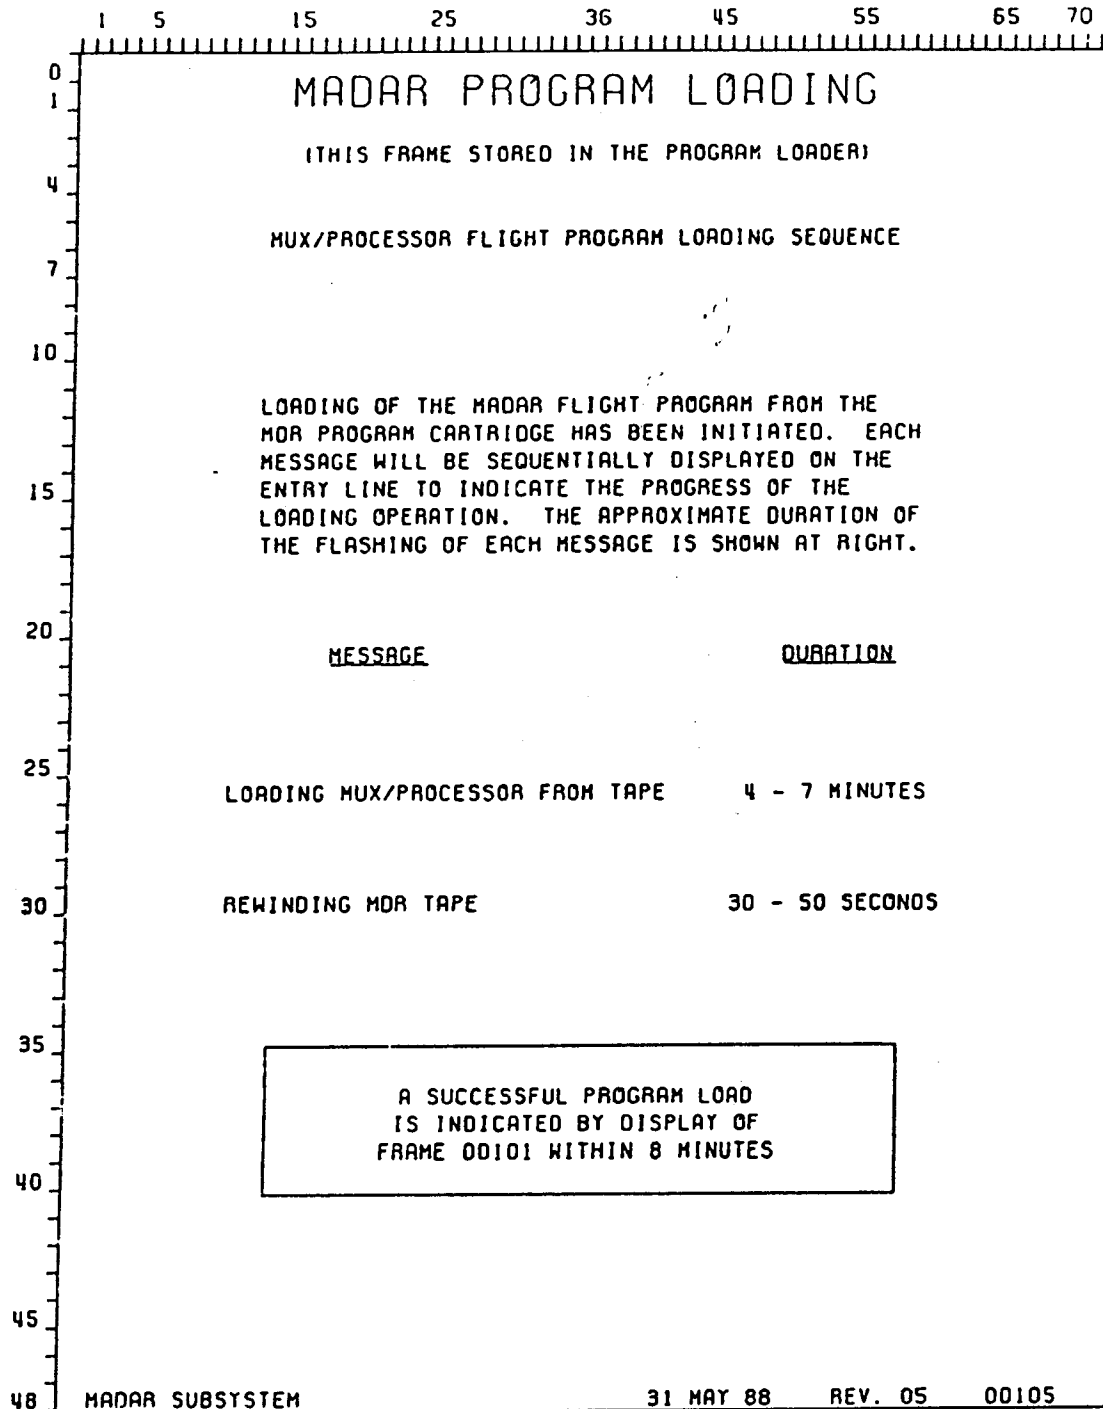 1 5 15 25 36 45 55 65 70
0
1
MADAR PROGRAM LOADING
(THIS FRAME STORED IN THE PROGRAM LOADER)
4
MUX/PROCESSOR FLIGHT PROGRAM LOADING SEQUENCE
7
10
LOADING OF THE MADAR FLIGHT PROGRAM FROM THE
MDR PROGRAM CARTRIDGE HAS BEEN INITIATED. EACH
MESSAGE WILL BE SEQUENTIALLY DISPLAYED ON THE
15
ENTRY LINE TO INDICATE THE PROGRESS OF THE
LOADING OPERATION. THE APPROXIMATE DURATION OF
THE FLASHING OF EACH MESSAGE IS SHOWN AT RIGHT.
20
MESSAGE DURATION
25
LOADING MUX/PROCESSOR FROM TAPE 4 - 7 MINUTES
30
REWINDING MDR TAPE 30 - 50 SECONDS
35
A SUCCESSFUL PROGRAM LOAD
IS INDICATED BY DISPLAY OF
FRAME 00101 WITHIN 8 MINUTES
40
45
48
MADAR SUBSYSTEM 31 MAY 88 REV. 05 00105